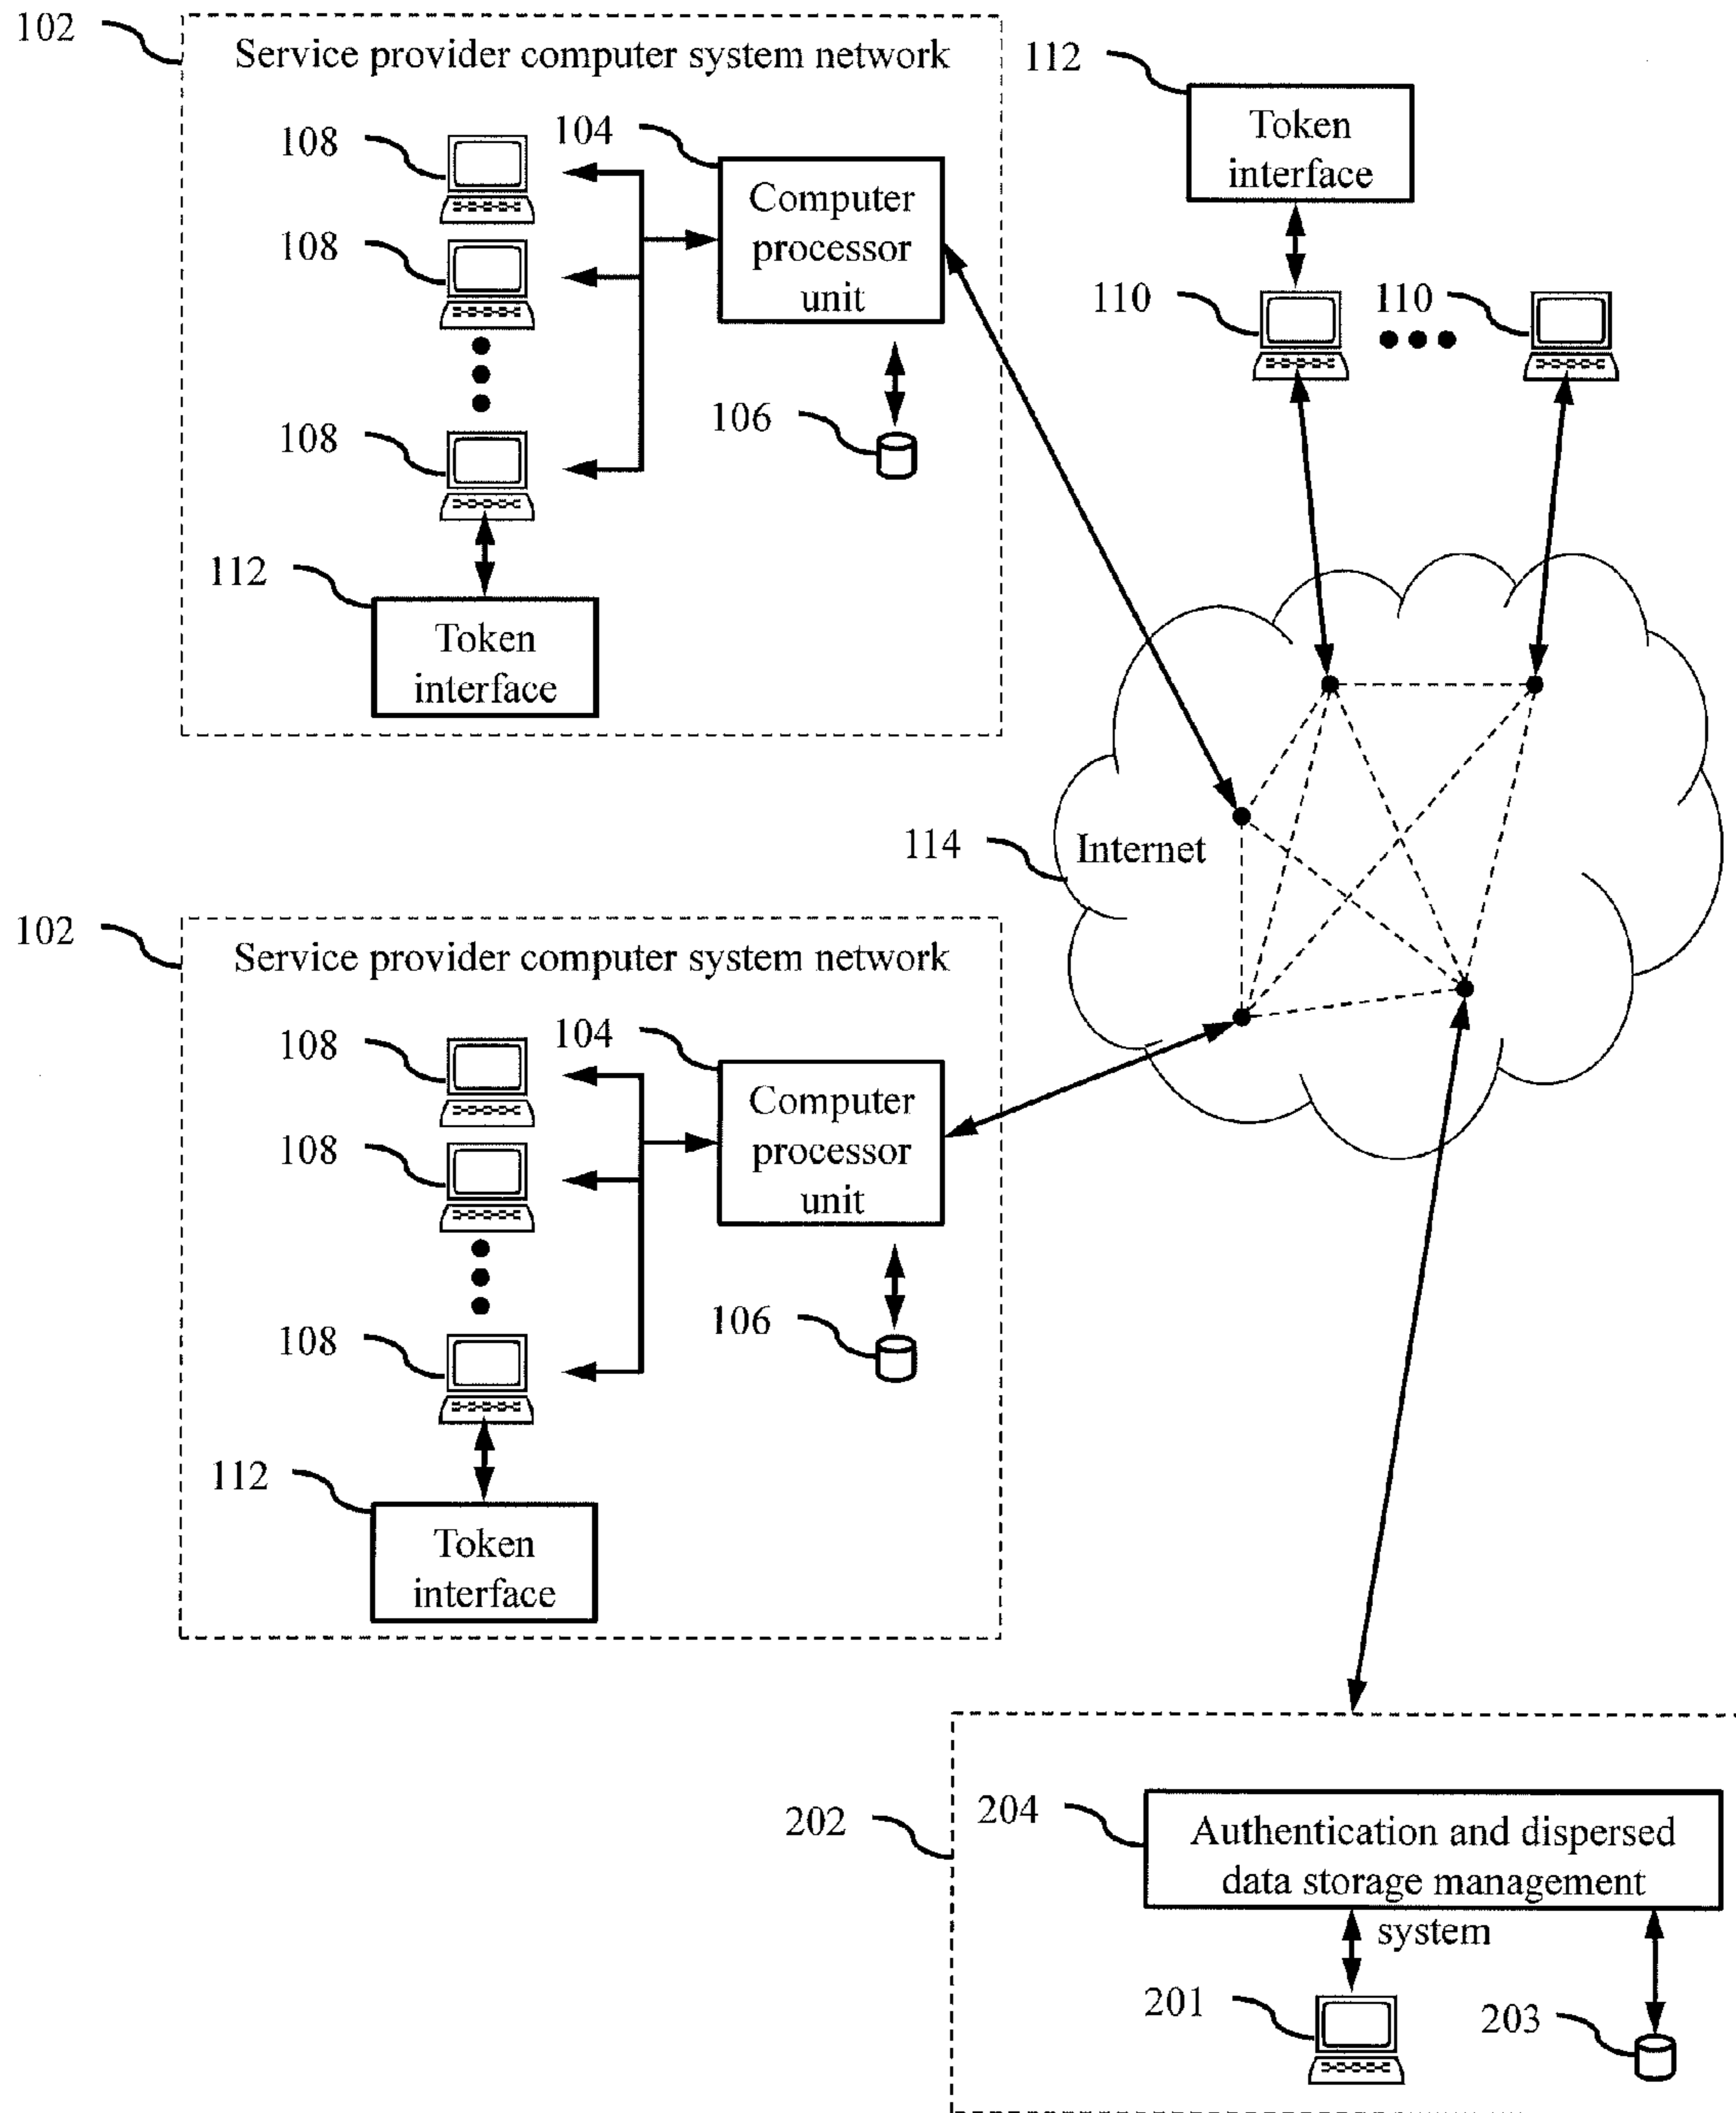 102
Service provider computer system network
108
104
Computer
processor
unit
108
106
108
112
Token
interface
112
Token
interface
110
110
114
Internet
102
Service provider computer system network
108
104
Computer
processor
unit
108
106
108
112
Token
interface
202
204
Authentication and dispersed
data storage management
system
201
203